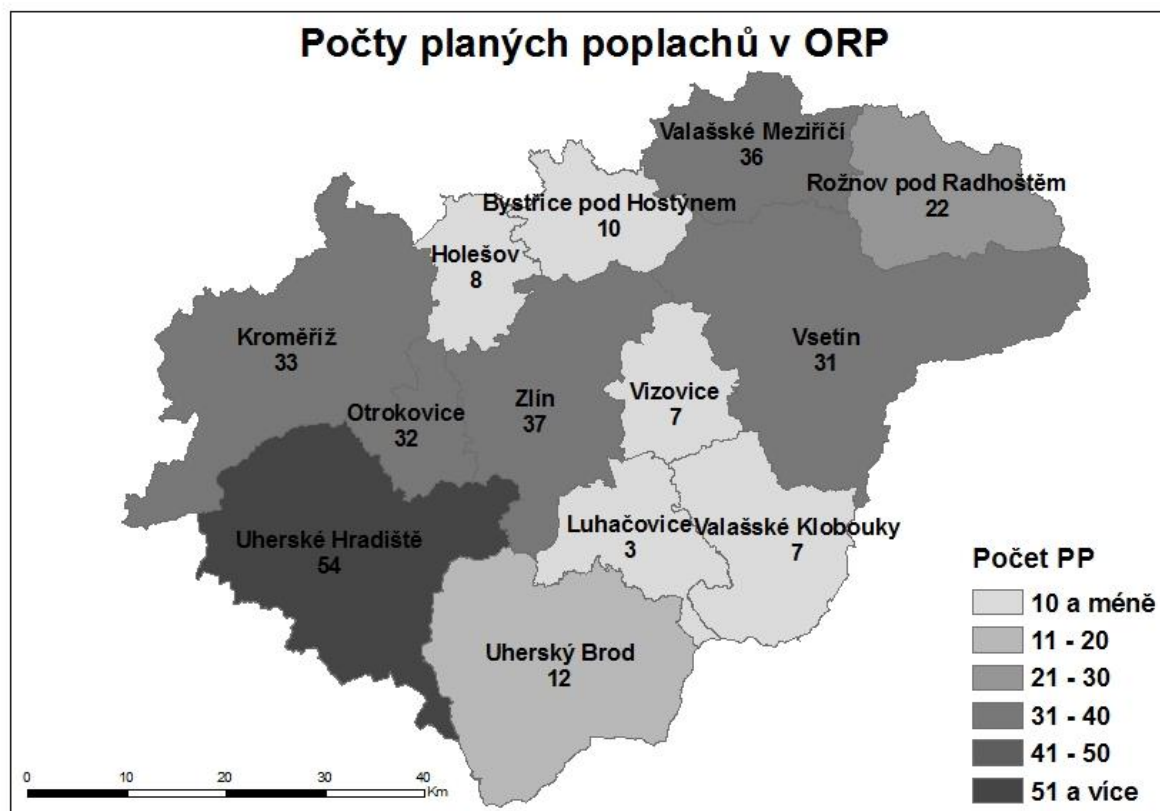 Počty planých poplachů v ORP
Valašské Meziříčí
36
Rožnov pod Radhoštěm
22
Bystřice pod Hostýnem
10
Holešov
8
Kroměříž
33
Vsetín
31
Otrokovice
32
Zlín
37
Vizovice
7
Uherské Hradiště
54
Luhačovice
3
Valašské Klobouky
7
Uherský Brod
12
Počet PP
10 a méně
11 - 20
21 - 30
31 - 40
41 - 50
51 a více
0 10 20 30 40
Km